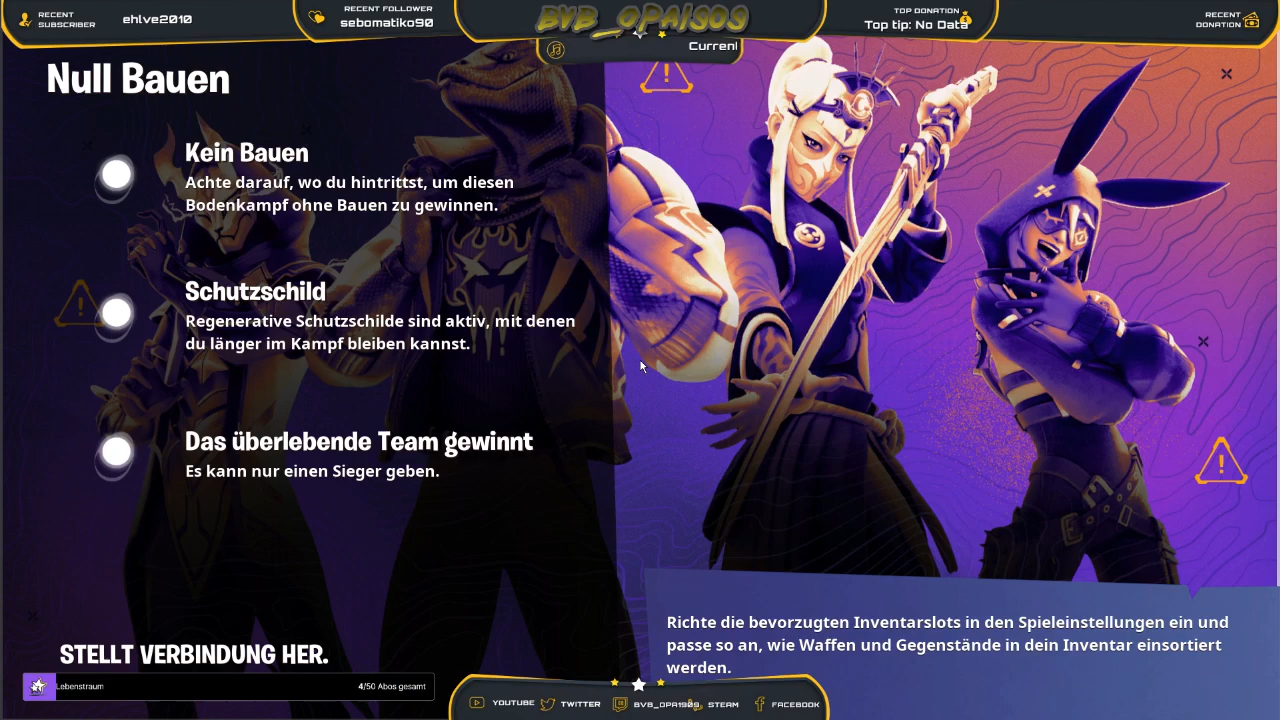 RECENT
SUBSCRIBER
ehlve2010
RECENT FOLLOWER
sebomatiko90
BVB_OPA1909
TOP DONATION
Top tip: No Data
RECENT
DONATION
Current
Null Bauen
Kein Bauen
Achte darauf, wo du hintrittst, um diesen
Bodenkampf ohne Bauen zu gewinnen.
Schutzschild
Regenerative Schutzschilde sind aktiv, mit denen
du länger im Kampf bleiben kannst.
Das überlebende Team gewinnt
Es kann nur einen Sieger geben.
Richte die bevorzugten Inventarslots in den Spieleinstellungen ein und
passe so an, wie Waffen und Gegenstände in dein Inventar einsortiert
werden.
STELLT VERBINDUNG HER.
Lebenstraum
4/50 Abos gesamt
YOUTUBE
TWITTER
BVB_OPA1909
STEAM
FACEBOOK